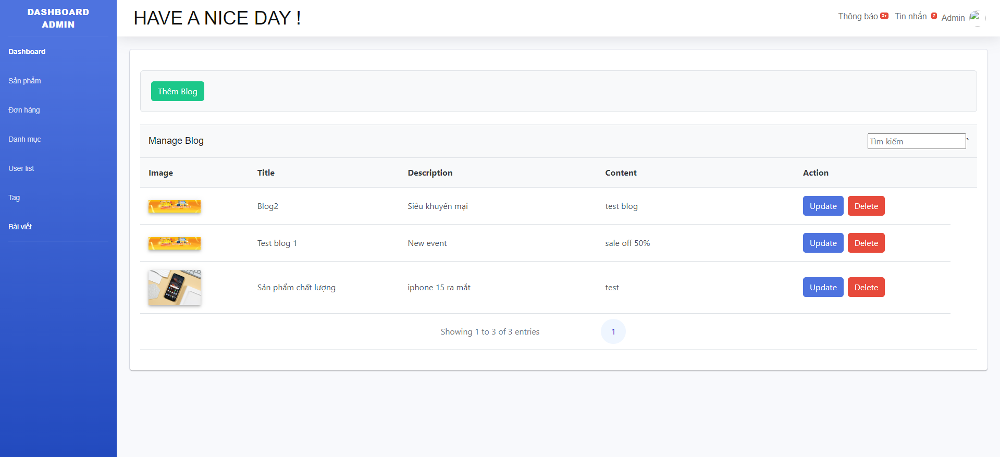 DASHBOARD
ADMIN
Dashboard
Sản phẩm
Đơn hàng
Danh mục
User list
Tag
Bài viết
HAVE A NICE DAY !
Thông báo 3+ Tin nhắn 7 Admin
Thêm Blog
Manage Blog
Tìm kiếm `
Image Title Description Content Action
Blog2 Siêu khuyến mại test blog Update Delete
Test blog 1 New event sale off 50% Update Delete
Sản phẩm chất lượng iphone 15 ra mắt test Update Delete
Showing 1 to 3 of 3 entries 1